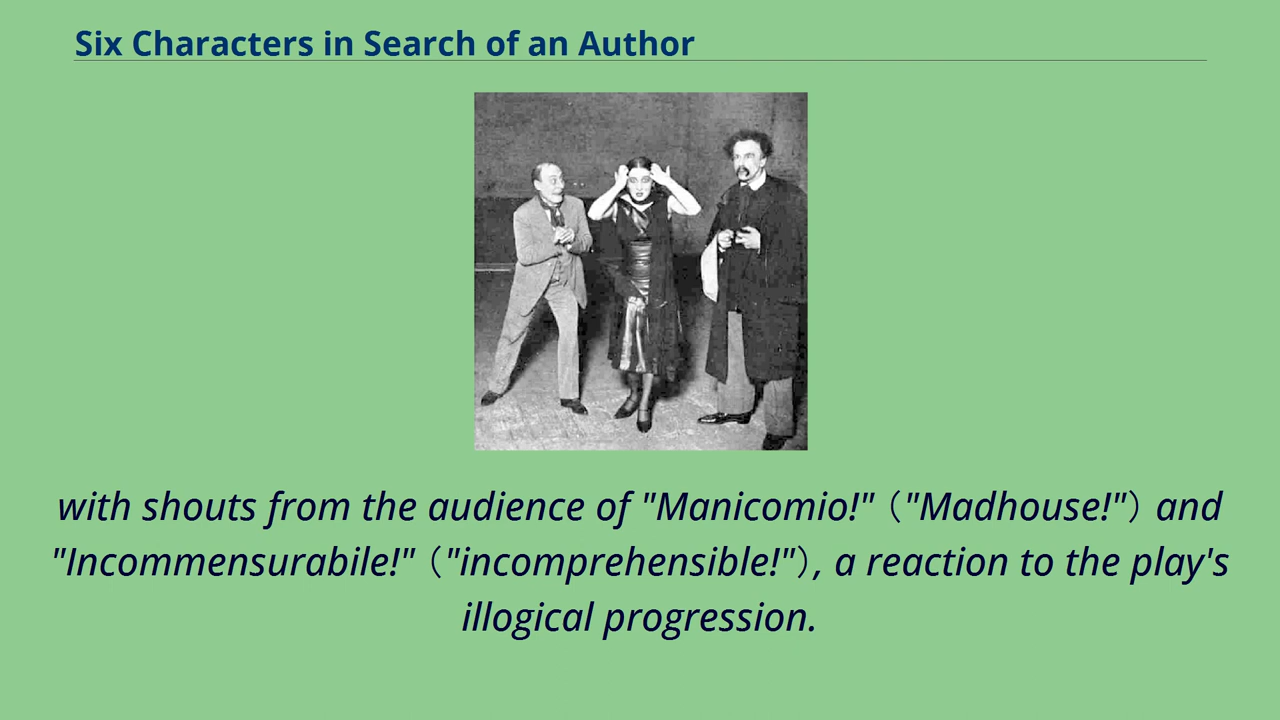 Six Characters in Search of an Author
with shouts from the audience of "Manicomio!" ("Madhouse!") and
"Incommensurabile!" ("incomprehensible!"), a reaction to the play's
illogical progression.